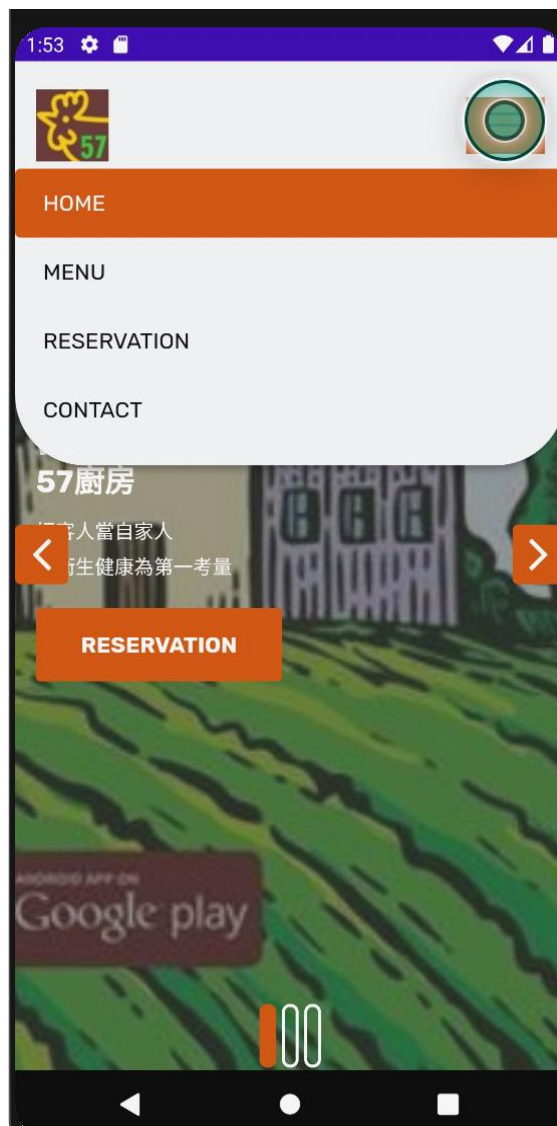 1:53
57
HOME
MENU
RESERVATION
CONTACT
57廚房
客人當自家人
衛生健康為第一考量
RESERVATION
ANDROID APP ON
Google play